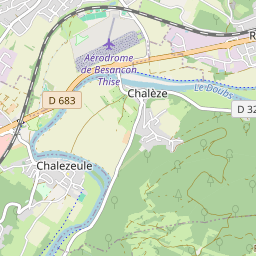 Aérodrome
de Besançon
Thise
R
Le Doubs
Chalèze
D 683
D 32
Chalezeule